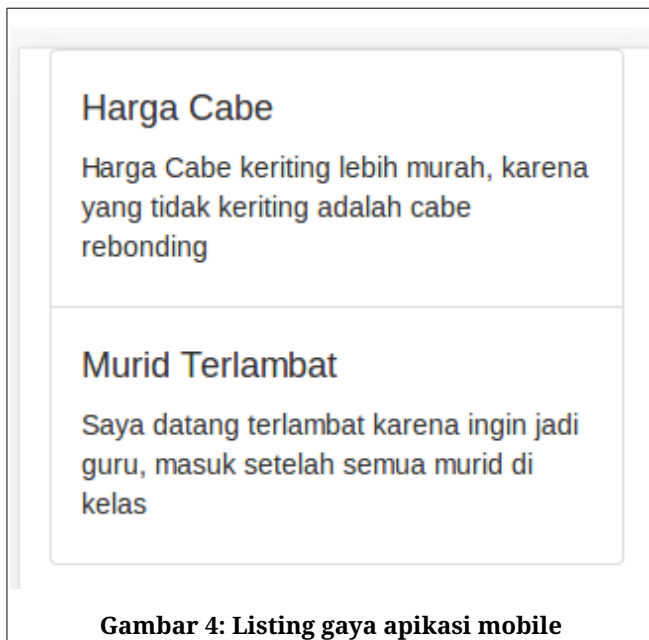 Harga Cabe
Harga Cabe keriting lebih murah, karena
yang tidak keriting adalah cabe
rebonding
Murid Terlambat
Saya datang terlambat karena ingin jadi
guru, masuk setelah semua murid di
kelas
Gambar 4: Listing gaya apikasi mobile